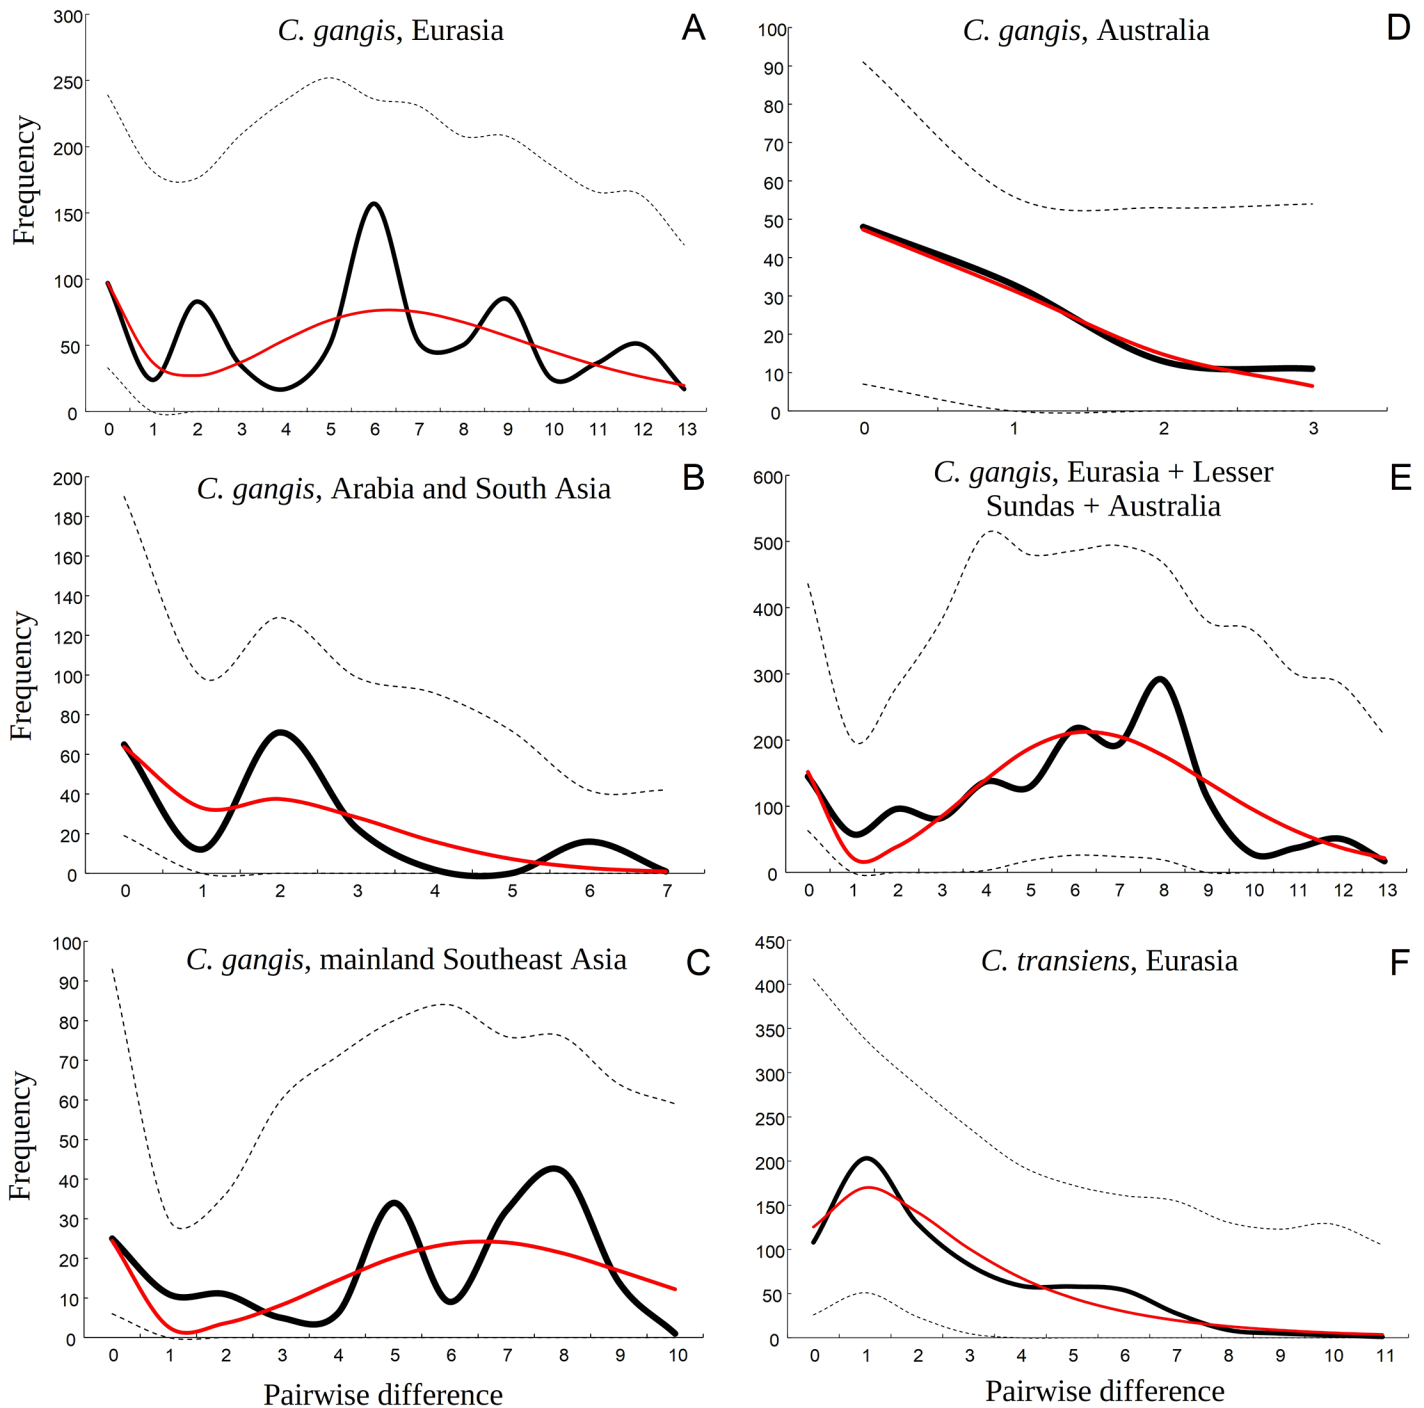 C. gangis, Eurasia
A
Frequency
300
250
200
150
100
50
0
0 1 2 3 4 5 6 7 8 9 10 11 12 13
C. gangis, Arabia and South Asia
B
Frequency
200
180
160
140
120
100
80
60
40
20
0
0 1 2 3 4 5 6 7
C. gangis, mainland Southeast Asia
C
Frequency
100
90
80
70
60
50
40
30
20
10
0
0 1 2 3 4 5 6 7 8 9 10
Pairwise difference
C. gangis, Australia
D
100
90
80
70
60
50
40
30
20
10
0
0 1 2 3
C. gangis, Eurasia + Lesser
Sundas + Australia
E
600
500
400
300
200
100
0
0 1 2 3 4 5 6 7 8 9 10 11 12 13
C. transiens, Eurasia
F
450
400
350
300
250
200
150
100
50
0
0 1 2 3 4 5 6 7 8 9 10 11
Pairwise difference